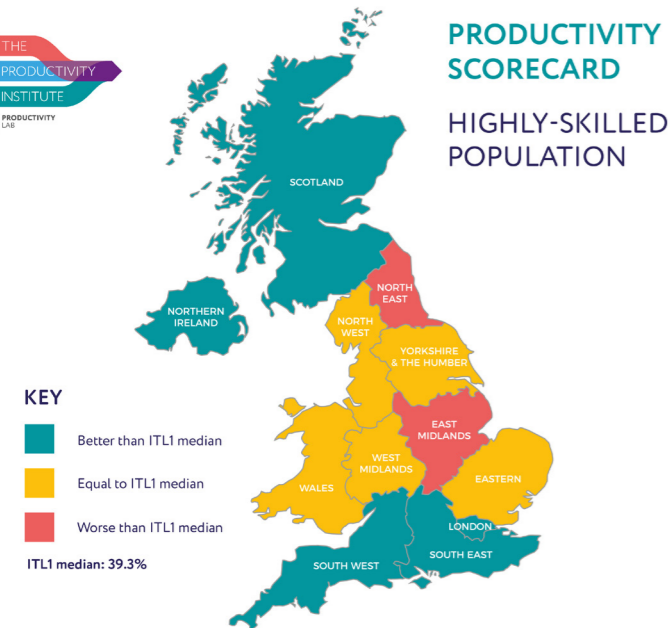 THE
PRODUCTIVITY
INSTITUTE
PRODUCTIVITY
LAB
PRODUCTIVITY
SCORECARD
HIGHLY-SKILLED
POPULATION
SCOTLAND
NORTH
EAST
NORTHERN
IRELAND
NORTH
WEST
YORKSHIRE
& THE HUMBER
EAST
MIDLANDS
WEST
MIDLANDS
WALES
EASTERN
LONDON
SOUTH EAST
SOUTH WEST
KEY
Better than ITL1 median
Equal to ITL1 median
Worse than ITL1 median
ITL1 median: 39.3%